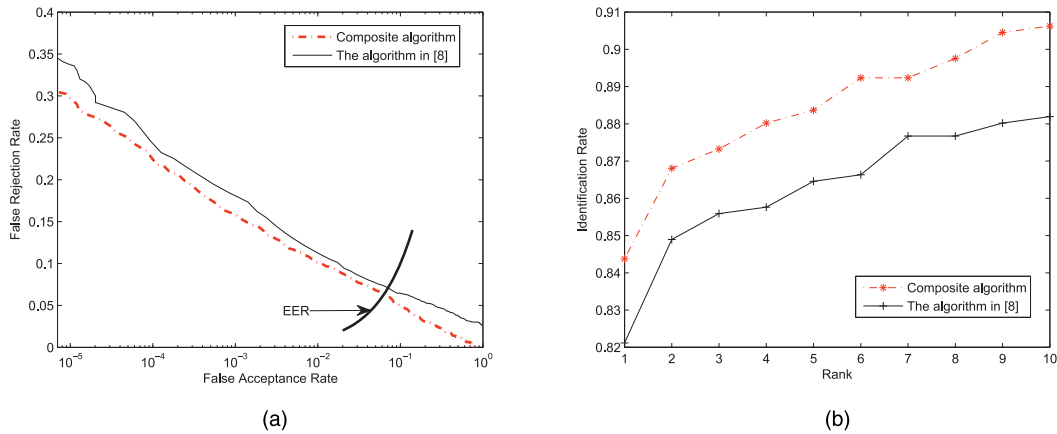 0.4
0.35
0.3
0.25
0.2
0.15
0.1
0.05
0
False Rejection Rate
Composite algorithm
The algorithm in [8]
EER
10⁻⁵ 10⁻⁴ 10⁻³ 10⁻² 10⁻¹ 10⁰
False Acceptance Rate
(a)
0.91
0.9
0.89
0.88
0.87
0.86
0.85
0.84
0.83
0.82
Identification Rate
Composite algorithm
The algorithm in [8]
1 2 3 4 5 6 7 8 9 10
Rank
(b)